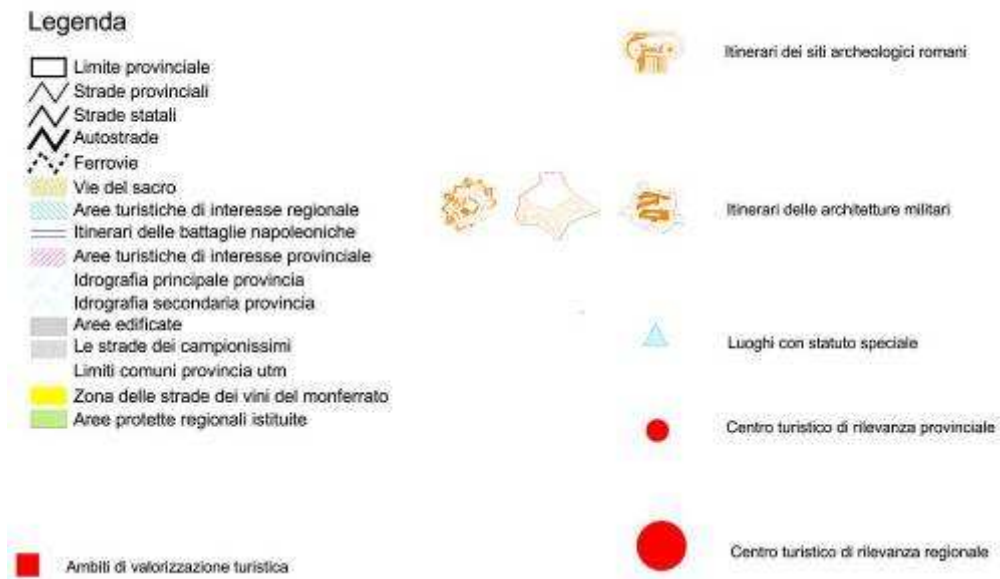 Legenda
Limite provinciale
Strade provinciali
Strade statali
Autostrade
Ferrovie
Vie del sacro
Aree turistiche di interesse regionale
Itinerari delle battaglie napoleoniche
Aree turistiche di interesse provinciale
Idrografia principale provincia
Idrografia secondaria provincia
Aree edificate
Le strade dei campionissimi
Limiti comuni provincia utm
Zona delle strade dei vini del monferrato
Aree protette regionali istituite
Ambiti di valorizzazione turistica
Itinerari dei siti archeologici romani
Itinerari delle architetture militari
Luoghi con statuto speciale
Centro turistico di rilevanza provinciale
Centro turistico di rilevanza regionale